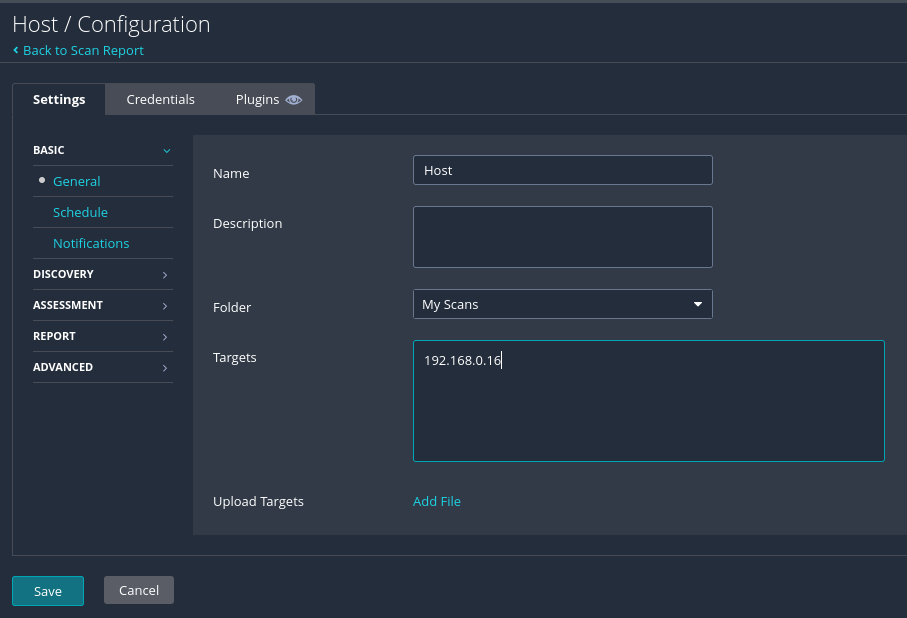 Host / Configuration
Back to Scan Report
Settings
Credentials
Plugins
BASIC
General
Schedule
Notifications
DISCOVERY
ASSESSMENT
REPORT
ADVANCED
Name
Host
Description
Folder
My Scans
Targets
192.168.0.16
Upload Targets
Add File
Save
Cancel